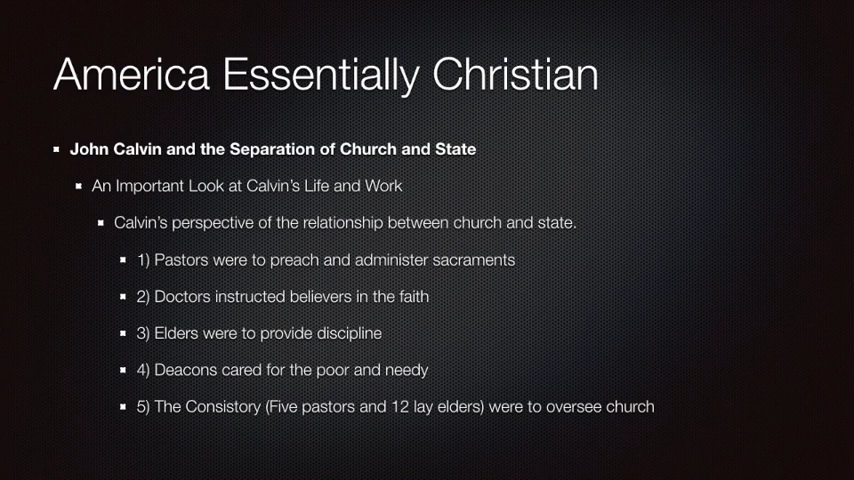 America Essentially Christian
John Calvin and the Separation of Church and State
An Important Look at Calvin's Life and Work
Calvin's perspective of the relationship between church and state.
1) Pastors were to preach and administer sacraments
2) Doctors instructed believers in the faith
3) Elders were to provide discipline
4) Deacons cared for the poor and needy
5) The Consistory (Five pastors and 12 lay elders) were to oversee church